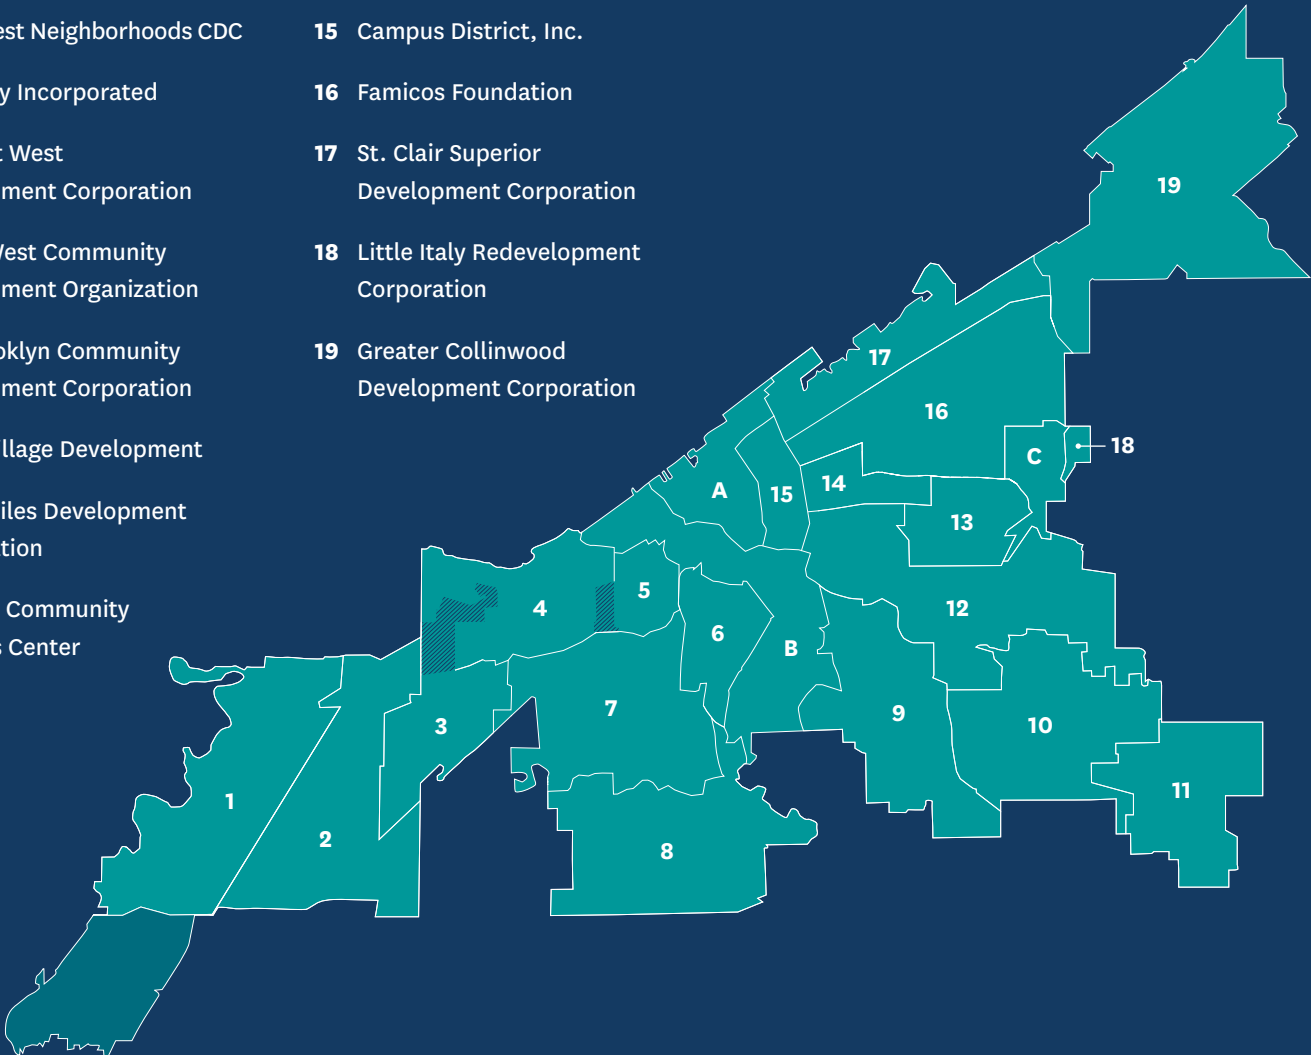 est Neighborhoods CDC
y Incorporated
t West
ment Corporation
Vest Community
ment Organization
oklyn Community
ment Corporation
llage Development
iles Development
tion
Community
s Center
15 Campus District, Inc.
16 Famicos Foundation
17 St. Clair Superior
Development Corporation
18 Little Italy Redevelopment
Corporation
19 Greater Collinwood
Development Corporation
19
17
16
18
C
A
15
14
13
5
4
12
6
B
7
9
3
10
11
1
2
8